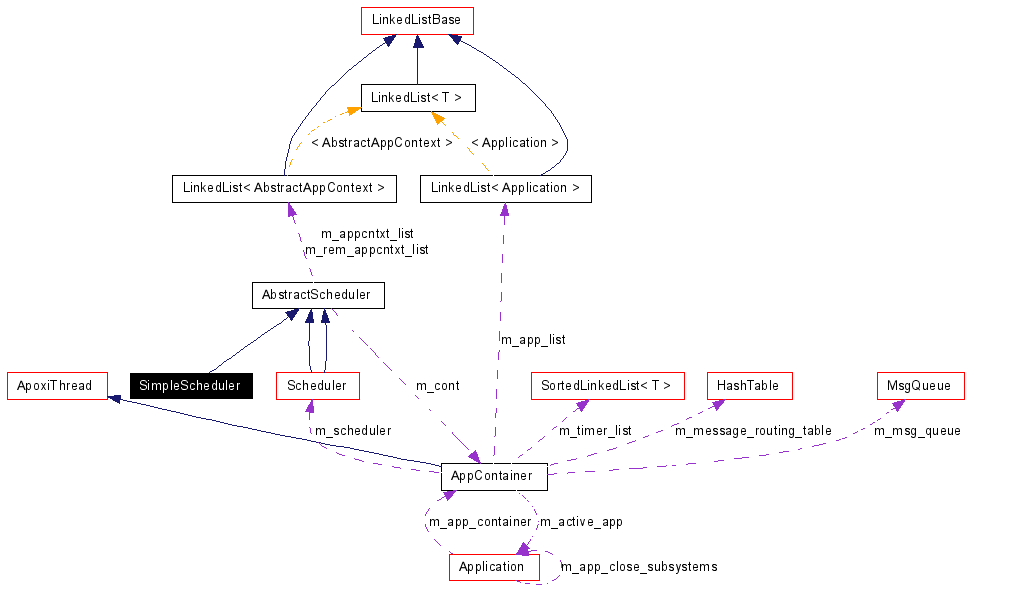 LinkedListBase
LinkedList< T >
< AbstractAppContext >
< Application >
LinkedList< AbstractAppContext >
LinkedList< Application >
m_appcntxt_list
m_rem_appcntxt_list
AbstractScheduler
m_app_list
ApoxiThread
SimpleScheduler
Scheduler
m_cont
SortedLinkedList< T >
HashTable
MsgQueue
m_scheduler
m_timer_list
m_message_routing_table
m_msg_queue
AppContainer
m_app_container
m_active_app
Application
m_app_close_subsystems